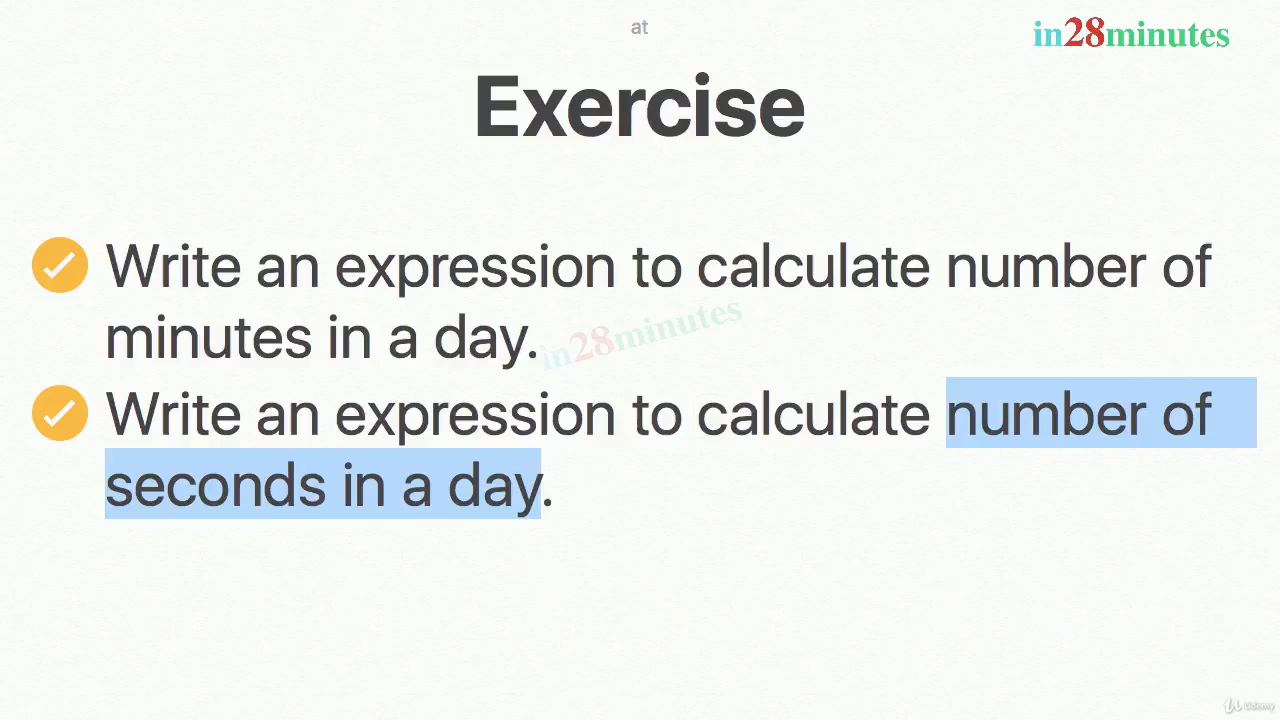 at
in28minutes
Exercise
Write an expression to calculate number of
minutes in a day.
in28minutes
Write an expression to calculate number of
seconds in a day.
Udemy